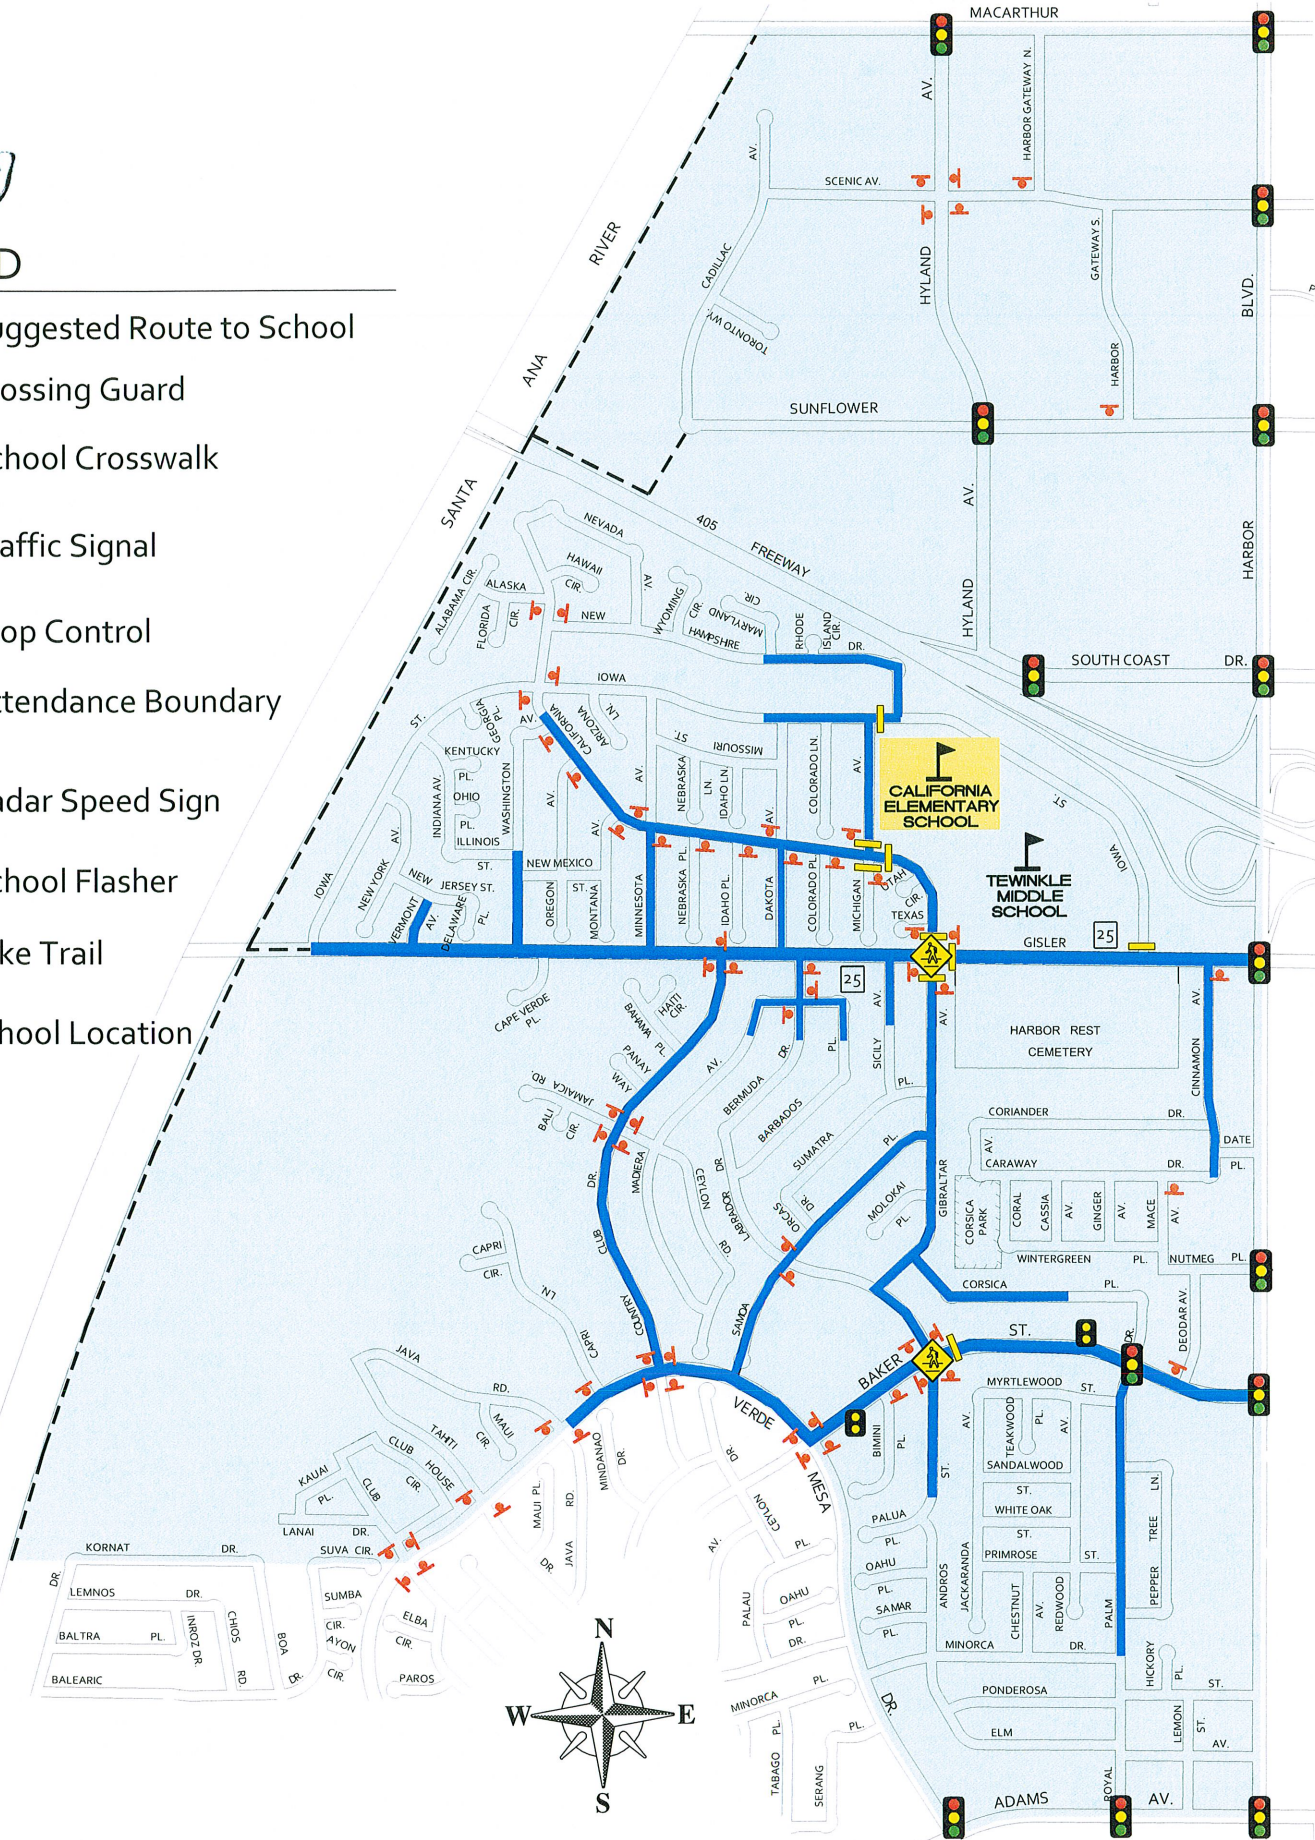 D
uggested Route to School
ossing Guard
chool Crosswalk
affic Signal
op Control
ttendance Boundary
adar Speed Sign
chool Flasher
ke Trail
hool Location
MACARTHUR
AV.
HARBOR GATEWAY N.
AV.
SCENIC AV.
RIVER
CADILLAC
HYLAND
GATEWAY S.
BLVD.
TORONTO WY.
HARBOR
ANA
SUNFLOWER
SANTA
AV.
NEVADA
405
FREEWAY
HARBOR
HAWAII
CIR.
ALASKA
ALABAMA CIR.
FLORIDA
CIR.
AV.
NEW
WYOMING
CIR.
MARYLAND
CIR.
HAMPSHIRE
RHODE
ISLAND
CIR.
DR.
HYLAND
SOUTH COAST
DR.
IOWA
ST.
GEORGIA
PL.
AV.
CALIFORNIA
ARIZONA
LN.
ST.
MISSOURI
KENTUCKY
PL.
OHIO
PL.
ILLINOIS
ST.
INDIANA AV.
WASHINGTON
AV.
AV.
AV.
NEBRASKA
LN.
IDAHO LN.
AV.
COLORADO LN.
AV.
CALIFORNIA
ELEMENTARY
SCHOOL
ST.
IOWA
TEWINKLE
MIDDLE
SCHOOL
IOWA
NEW YORK
AV.
NEW
JERSEY ST.
VERMONT
AV.
DELAWARE
PL.
NEW MEXICO
ST.
OREGON
MONTANA
MINNESOTA
NEBRASKA PL.
IDAHO PL.
DAKOTA
COLORADO PL.
MICHIGAN
UTAH
CIR.
TEXAS
GISLER
25
25
CAPE VERDE
PL.
BAHAMA
PL.
HAITI
CIR.
PANAY
WAY
AV.
DR.
PL.
AV.
SICILY
PL.
AV.
HARBOR REST
CEMETERY
AV.
CINNAMON
JAMAICA RD.
BALI
CIR.
BERMUDA
BARBADOS
SUMATRA
PL.
CORIANDER
DR.
AV.
CARAWAY
DR.
DATE
PL.
DR.
MADIERA
CEYLON
DR.
DR
LABRADOR
ORCAS
DR.
MOLOKAI
PL.
GIBRALTAR
CORSICA
PARK
CORAL
CASSIA
AV.
GINGER
AV.
MACE
AV.
CLUB
CAPRI
CIR.
LN.
WINTERGREEN
PL.
NUTMEG
PL.
CORSICA
PL.
DEODAR AV.
COUNTRY
CAPRI
SAMOA
JAVA
RD.
ST.
DR.
BAKER
VERDE
MYRTLEWOOD
ST.
MAUI
CIR.
TAHITI
CLUB
HOUSE
CIR.
KAUAI
PL.
CLUB
MINDANAO
DR.
DR.
MESA
BIMINI
PL.
ST.
AV.
TEAKWOOD
PL.
AV.
SANDALWOOD
ST.
WHITE OAK
ST.
PRIMROSE
ST.
LN.
TREE
PEPPER
LANAI
DR.
SUVA CIR.
MAUI PL.
RD.
JAVA
DR.
CEYLON
PL.
AV.
PALUA
PL.
OAHU
PL.
SAMAR
PL.
OAHU
PL.
DR.
PALAU
ANDROS
JACKARANDA
CHESTNUT
AV.
REDWOOD
PALM
KORNAT
DR.
DR.
LEMNOS
DR.
BALTRA
PL.
BALEARIC
INROZ DR.
CHIOS
RD.
BOA
DR.
SUMBA
CIR.
AYON
CIR.
ELBA
CIR.
PAROS
N
W
E
S
MINORCA
DR.
HICKORY
PL.
ST.
MINORCA
PL.
PL.
TABAGO
PL.
SERANG
DR.
PONDEROSA
ELM
LEMON
ST.
AV.
ROYAL
ADAMS
AV.